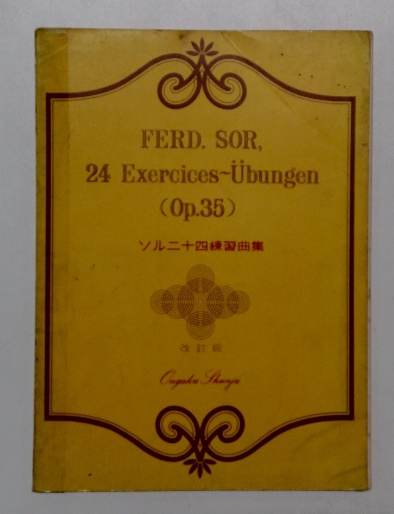 FERD. SOR,
24 Exercices~Übungen
(Op.35)
ソル二十四練習曲集
改訂版
Ongaku Shunju